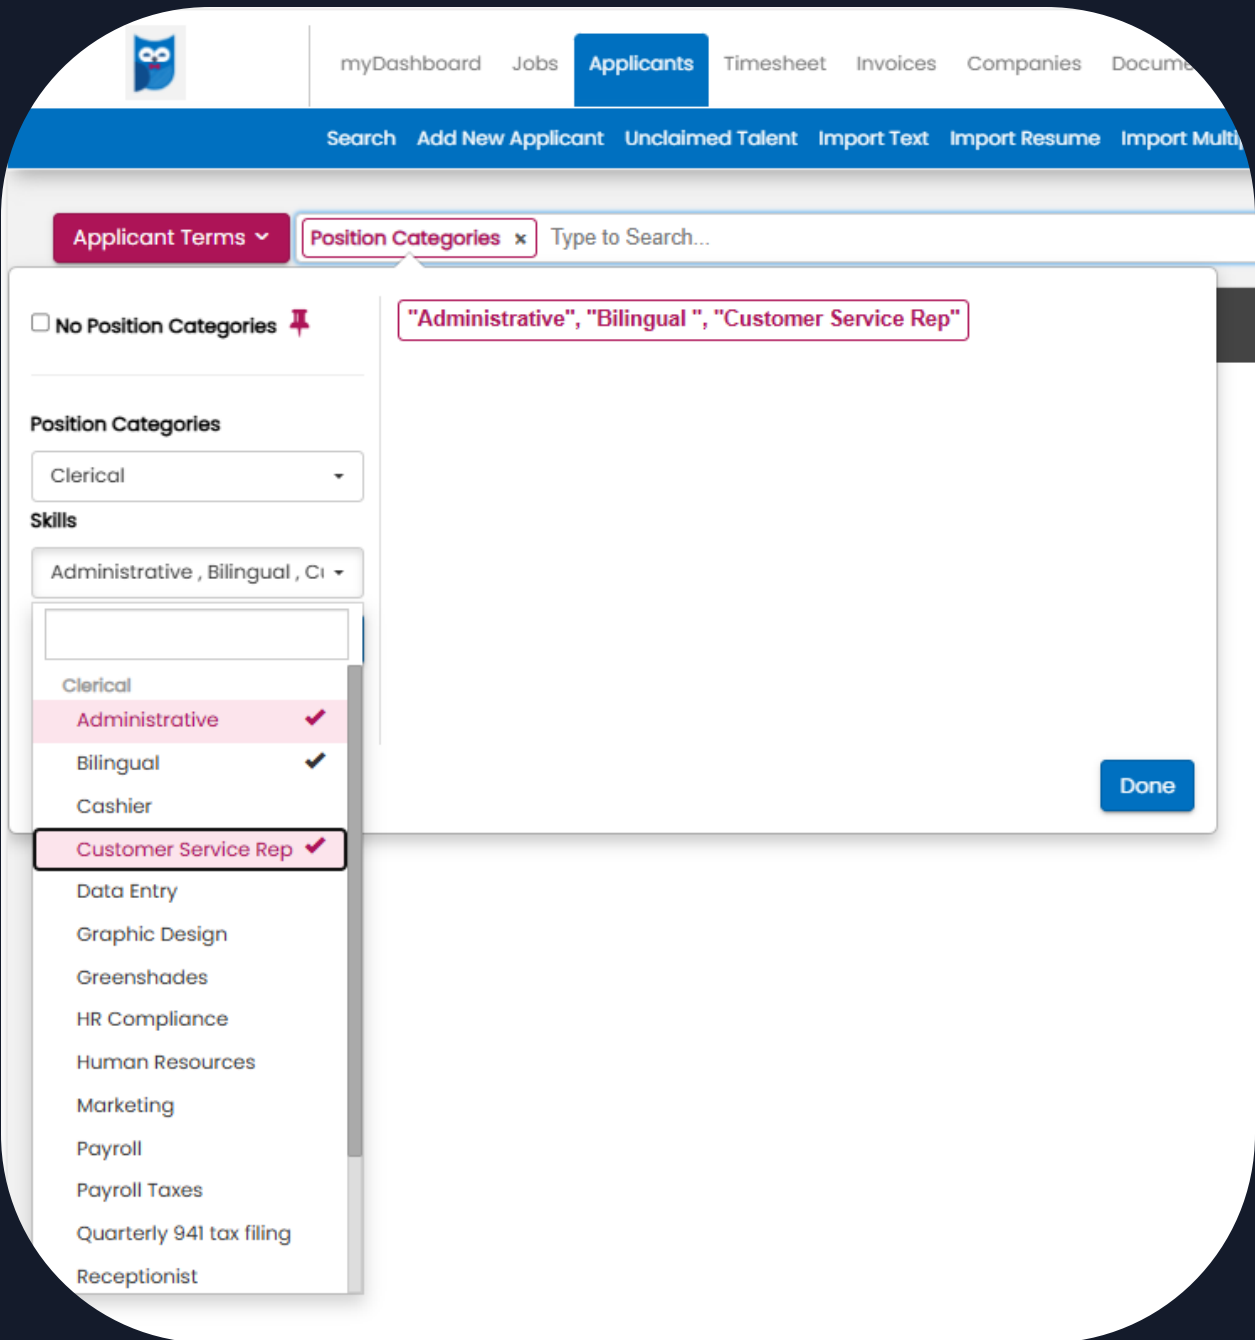 myDashboard Jobs Applicants Timesheet Invoices Companies
Search Add New Applicant Unclaimed Talent Import Text Import Resume Import
Applicant Terms Position Categories × Type to Search...
No Position Categories
"Administrative", "Bilingual ", "Customer Service Rep"
Position Categories
Clerical
Skills
Administrative , Bilingual ,
Clerical
Administrative
Bilingual
Cashier
Customer Service Rep
Data Entry
Graphic Design
Greenshades
HR Compliance
Human Resources
Marketing
Payroll
Payroll Taxes
Quarterly 941 tax filing
Receptionist
Done